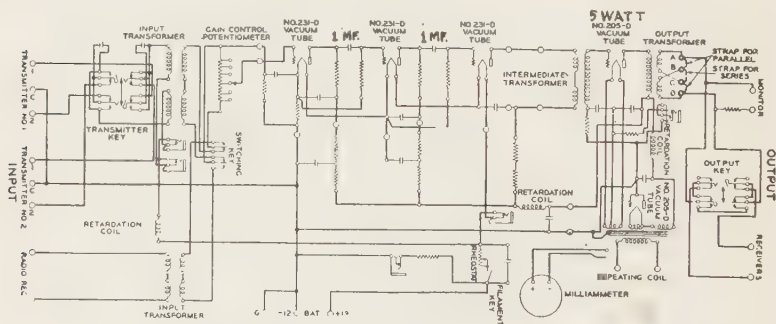 INPUT
TRANSFORMER
GAIN CONTROL
POTENTIOMETER
NO.231-D
VACUUM
TUBE
1 MF.
NO.231-D
VACUUM
TUBE
1 MF.
NO.231-D
VACUUM
TUBE
5 WATT
NO.205-D
VACUUM
TUBE
OUTPUT
TRANSFORMER
STRAP FOR
PARALLEL
STRAP FOR
SERIES
A
B
C
D
MONITOR
TRANSMITTER NO 1
TRANSMITTER
KEY
INTERMEDIATE
TRANSFORMER
SWITCHING
KEY
RETARDATION
COIL
INPUT
TRANSMITTER NO 2
RETARDATION
COIL
RETARDATION
COIL
NO. 205-D
VACUUM
TUBE
OUTPUT
KEY
OUTPUT
RECEIVERS
RADIO REC
INPUT
TRANSFORMER
G
-12
BAT
+12
RHEOSTAT
FILAMENT
KEY
MILLIAMMETER
REPEATING COIL